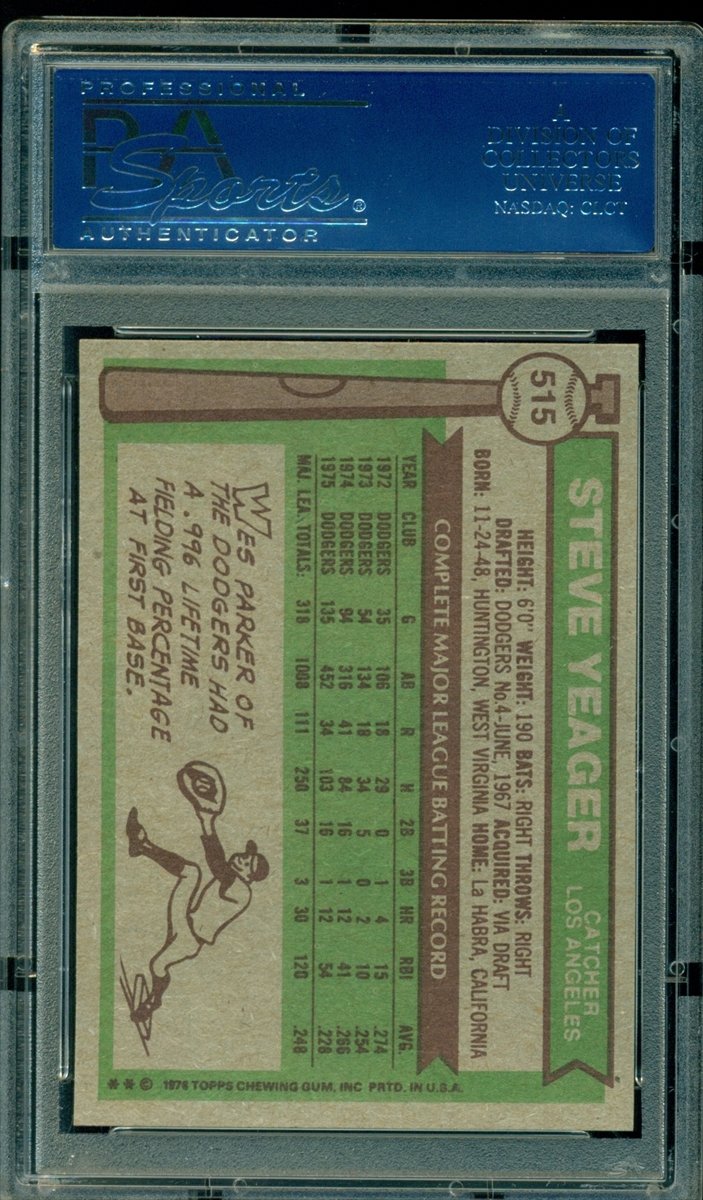 PROFESSIONAL
PSA
Sports®
AUTHENTICATOR
A
DIVISION OF
COLLECTORS
UNIVERSE
NASDAQ: CLCT
515
STEVE YEAGER
CATCHER
LOS ANGELES
HEIGHT: 6'0" WEIGHT: 190 BATS: RIGHT THROWS: RIGHT
DRAFTED: DODGERS No. 4-JUNE, 1967 ACQUIRED: VIA DRAFT
BORN: 11-24-48, HUNTINGTON, WEST VIRGINIA HOME: La HABRA, CALIFORNIA
COMPLETE MAJOR LEAGUE BATTING RECORD
YEAR CLUB G AB R H 2B 3B HR RBI AVG.
1972 DODGERS 35 106 18 29 0 1 4 15 .274
1973 DODGERS 54 134 18 34 5 0 2 10 .254
1974 DODGERS 94 316 41 84 16 1 12 41 .266
1975 DODGERS 135 452 34 103 16 1 12 54 .228
MAJ. LEA. TOTALS: 318 1008 111 250 37 3 30 120 .248
WES PARKER OF
THE DODGERS HAD
A .996 LIFETIME
FIELDING PERCENTAGE
AT FIRST BASE.
** © 1976 TOPPS CHEWING GUM, INC PRTD. IN U.S.A.